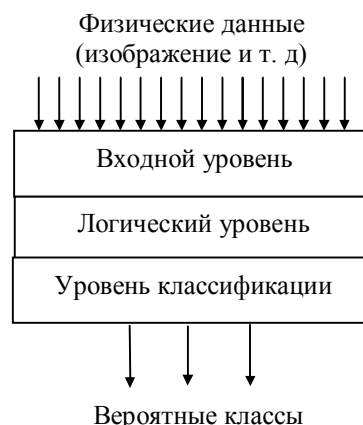 Физические данные
(изображение и т. д)
Входной уровень
Логический уровень
Уровень классификации
Вероятные классы